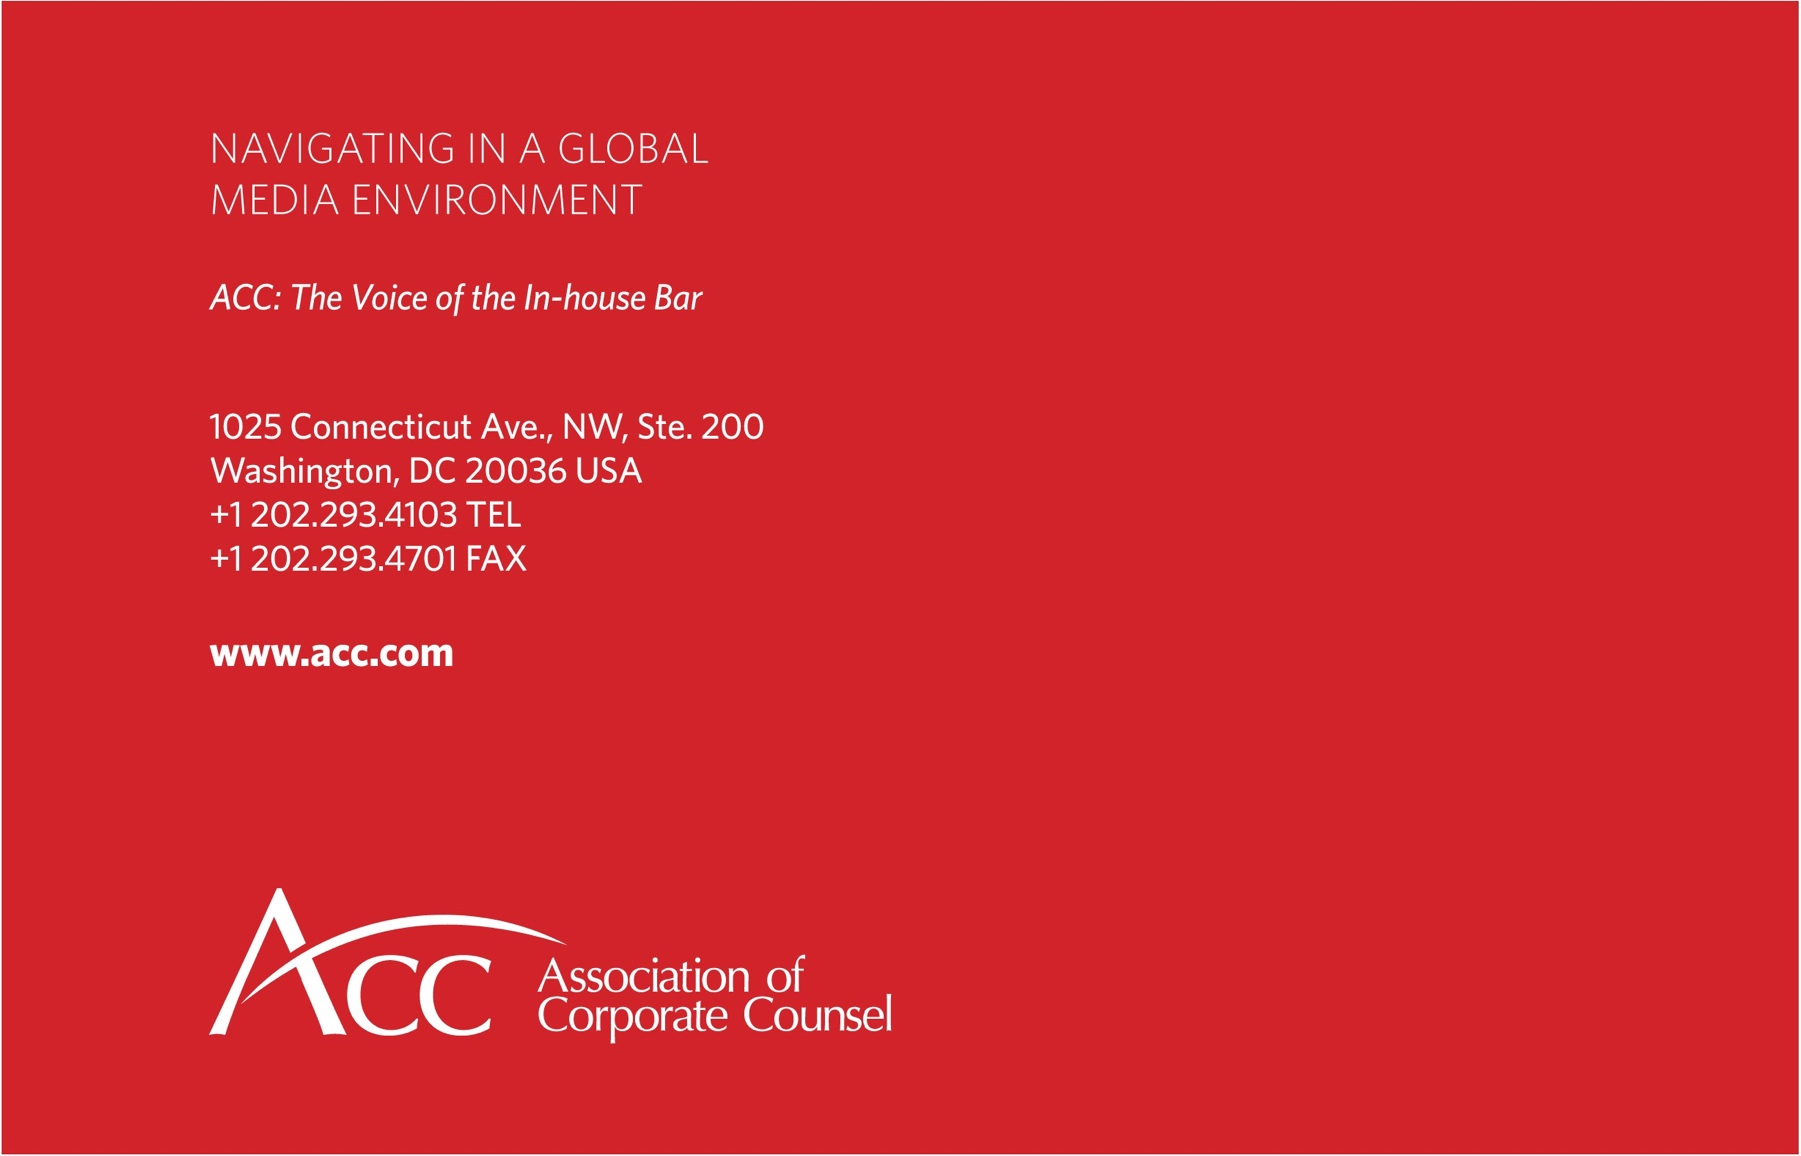 NAVIGATING IN A GLOBAL
MEDIA ENVIRONMENT
ACC: The Voice of the In-house Bar
1025 Connecticut Ave., NW, Ste. 200
Washington, DC 20036 USA
+1 202.293.4103 TEL
+1 202.293.4701 FAX
www.acc.com
ACC
Association of
Corporate Counsel